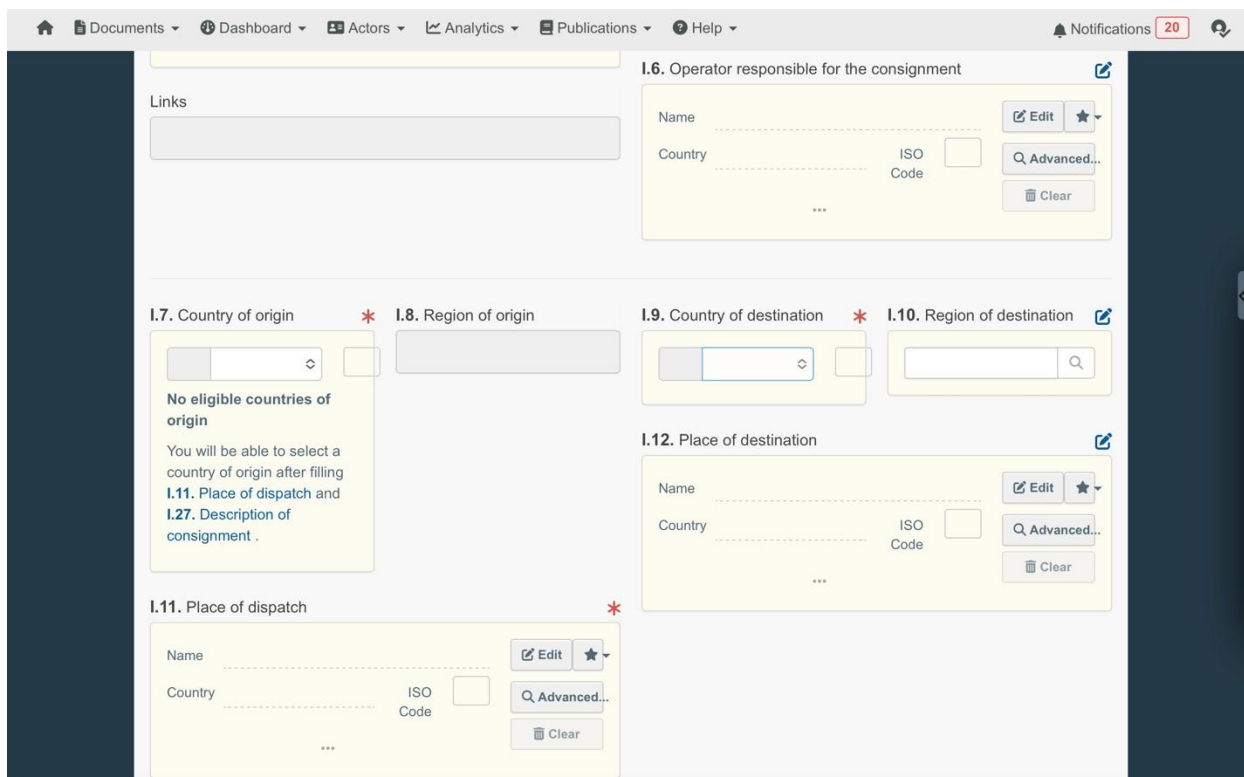 Documents Dashboard Actors Analytics Publications Help Notifications 20
Links
I.6. Operator responsible for the consignment
Name
Edit
Country
ISO Code
Advanced...
Clear
...
I.7. Country of origin
I.8. Region of origin
No eligible countries of
origin
You will be able to select a
country of origin after filling
I.11. Place of dispatch and
I.27. Description of
consignment .
I.9. Country of destination
I.10. Region of destination
I.12. Place of destination
Name
Edit
Country
ISO Code
Advanced...
Clear
...
I.11. Place of dispatch
Name
Edit
Country
ISO Code
Advanced...
Clear
...